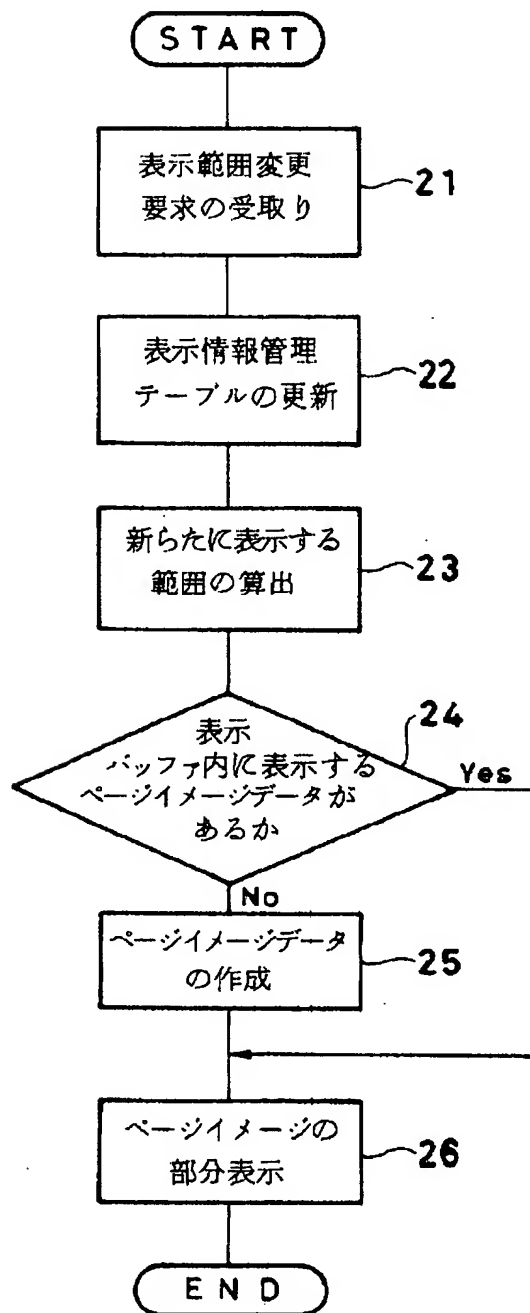 START
表示範囲変更
要求の受取り
21
表示情報管理
テーブルの更新
22
新らたに表示する
範囲の算出
23
表示
バッファ内に表示する
ページイメージデータが
あるか
24
Yes
No
ページイメージデータ
の作成
25
ページイメージの
部分表示
26
END